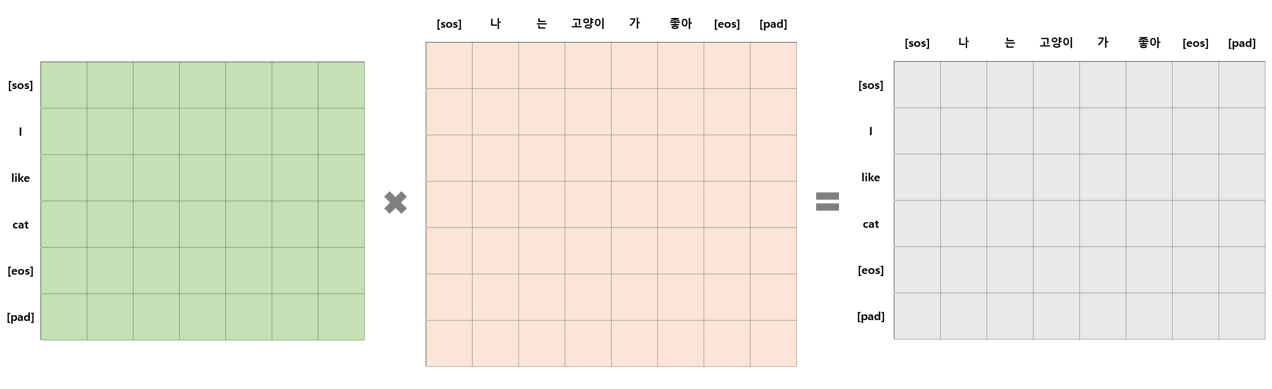 [sos] 나 는 고양이 가 좋아 [eos] [pad]
[sos] 나 는 고양이 가 좋아 [eos] [pad]
[sos]
I
like
cat
[eos]
[pad]
[sos]
I
like
cat
[eos]
[pad]